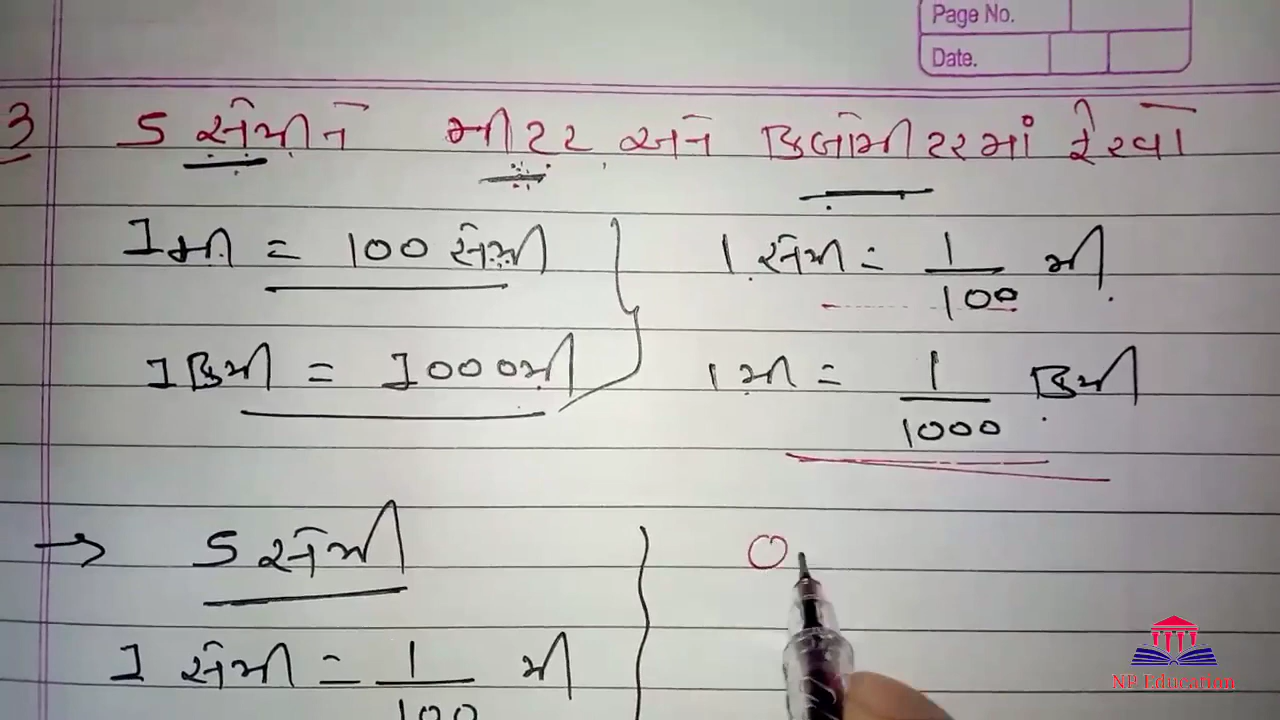 Page No.
Date.
3 5 સેમીને મીટર અને કિલોમીટરમાં ફેરવો
1 મી = 100 સેમી
1 સેમી = 1/100 મી
1 કિમી = 1000 મી
1 મી = 1/1000 કિમી
→ 5 સેમી
0.
1 સેમી = 1/100 મી
NP Education